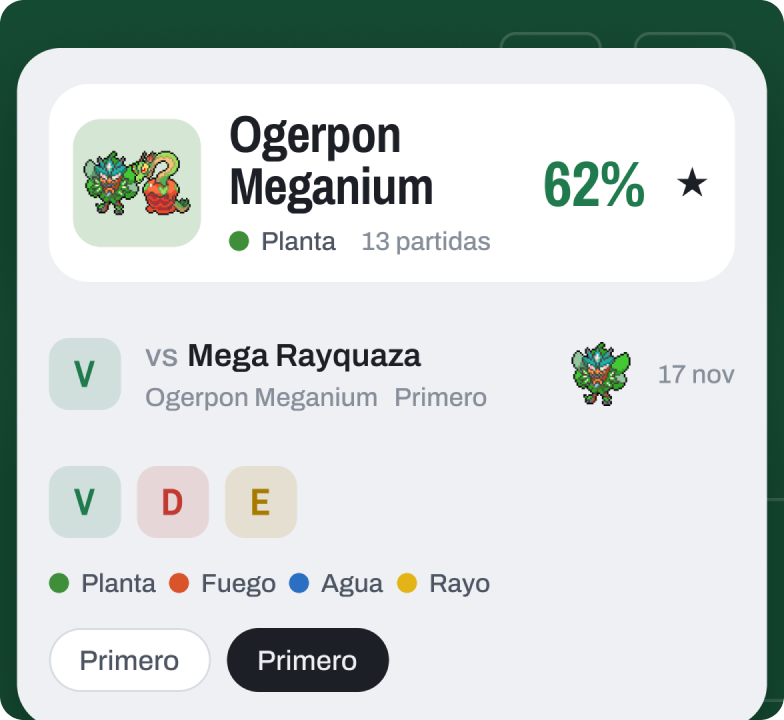 Ogerpon
Meganium
62% ★
Planta 13 partidas
V
vs Mega Rayquaza
Ogerpon Meganium Primero
17 nov
V D E
Planta Fuego Agua Rayo
Primero Primero